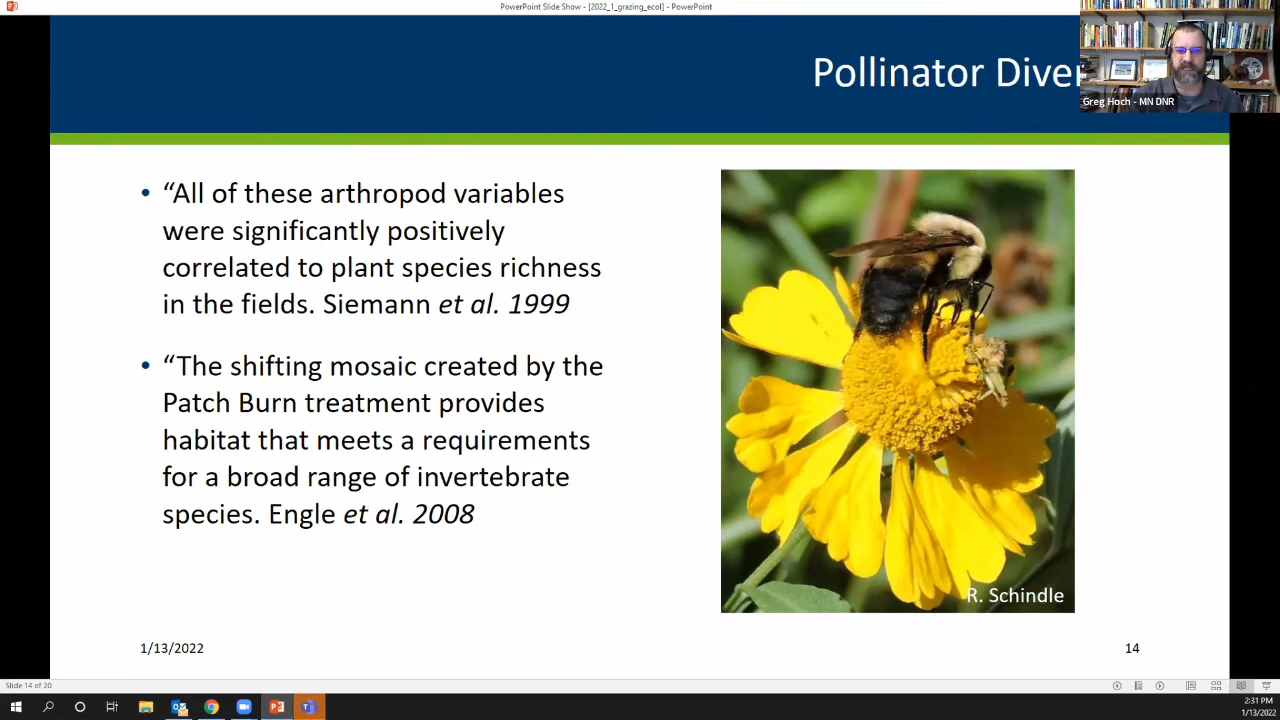 PowerPoint Slide Show - [2022_1_grazing_ecol] - PowerPoint
Pollinator Diver
Greg Hoch - MN DNR
• “All of these arthropod variables
were significantly positively
correlated to plant species richness
in the fields. Siemann et al. 1999
• “The shifting mosaic created by the
Patch Burn treatment provides
habitat that meets a requirements
for a broad range of invertebrate
species. Engle et al. 2008
R. Schindle
1/13/2022
14
Slide 14 of 20
2:31 PM
1/13/2022